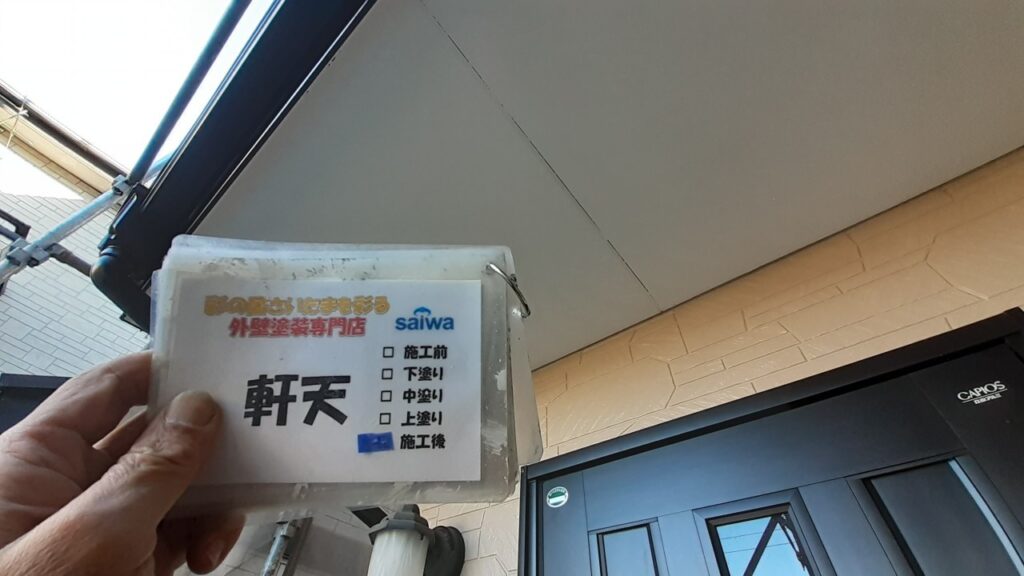 彩の国さいたまを彩る
外壁塗装専門店
saiwa
軒天
□ 施工前
□ 下塗り
□ 中塗り
□ 上塗り
施工後
CAPIOS